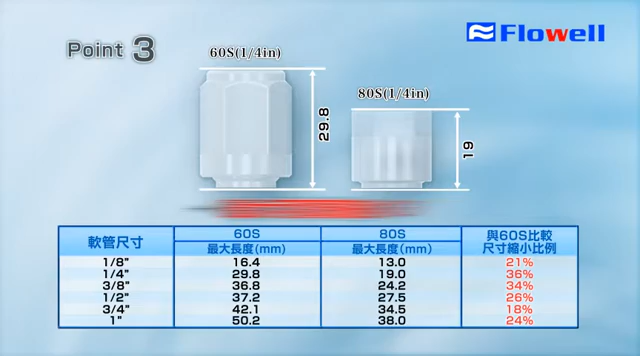 Point 3
Flowell
60S(1/4in)
80S(1/4in)
29.8
19
軟管尺寸 60S 80S 與60S比較
最大長度(mm) 最大長度(mm) 尺寸縮小比例
1/8” 16.4 13.0 21%
1/4” 29.8 19.0 36%
3/8” 36.8 24.2 34%
1/2” 37.2 27.5 26%
3/4” 42.1 34.5 18%
1” 50.2 38.0 24%